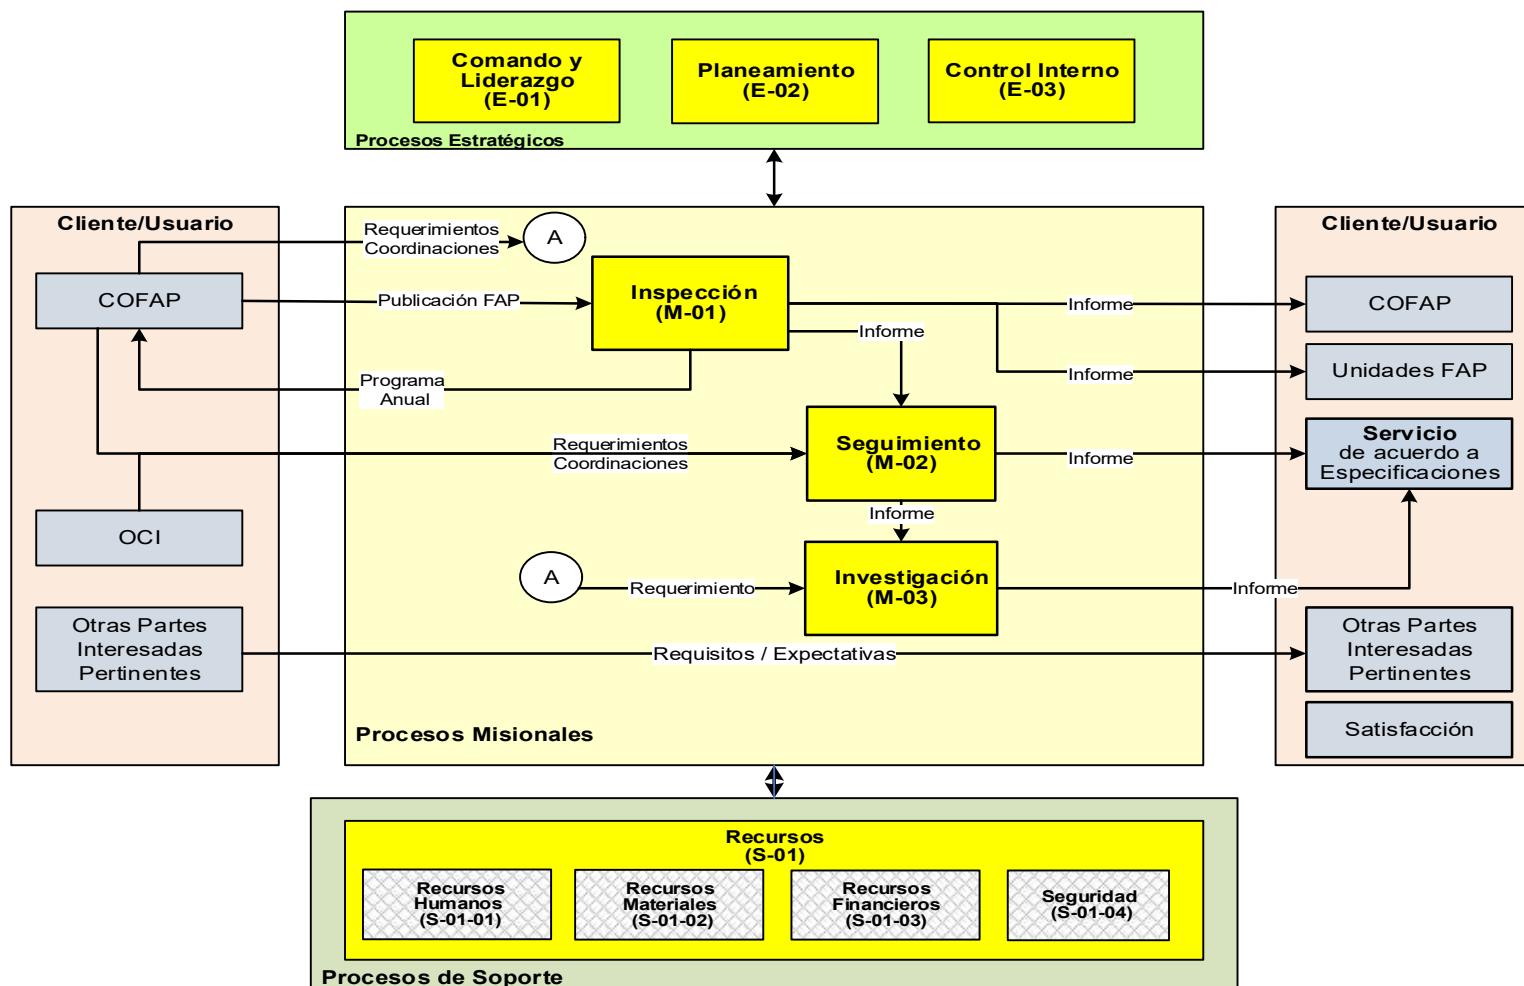 Comando y
Liderazgo
(E-01)
Planeamiento
(E-02)
Control Interno
(E-03)
Procesos Estratégicos
Cliente/Usuario
COFAP
OCI
Otras Partes
Interesadas
Pertinentes
Requerimientos
Coordinaciones
A
Publicación FAP
Inspección
(M-01)
Informe
Informe
Informe
Programa
Anual
Requerimientos
Coordinaciones
Seguimiento
(M-02)
Informe
Informe
A
Requerimiento
Investigación
(M-03)
Informe
Requisitos / Expectativas
Procesos Misionales
Cliente/Usuario
COFAP
Unidades FAP
Servicio
de acuerdo a
Especificaciones
Otras Partes
Interesadas
Pertinentes
Satisfacción
Recursos
(S-01)
Recursos
Humanos
(S-01-01)
Recursos
Materiales
(S-01-02)
Recursos
Financieros
(S-01-03)
Seguridad
(S-01-04)
Procesos de Soporte